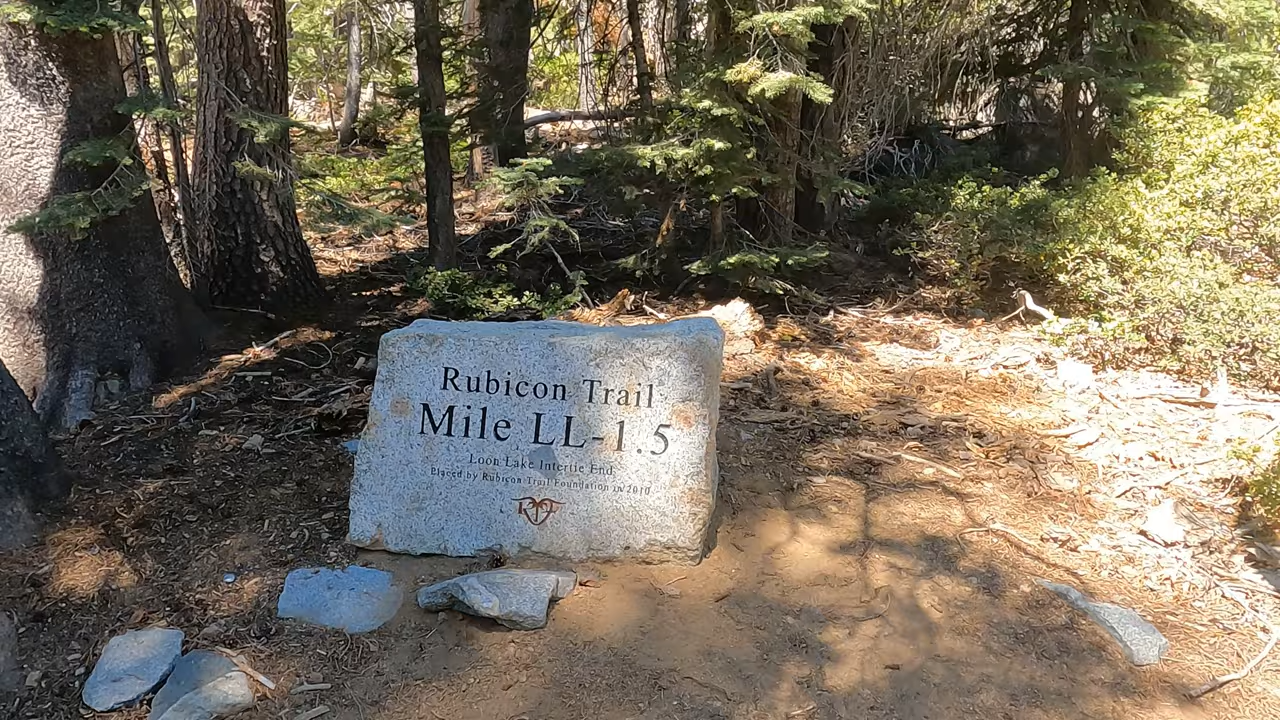 Rubicon Trail
Mile LL-1.5
Loon Lake Intertie End
Placed by Rubicon Trail Foundation in 2010
RTF